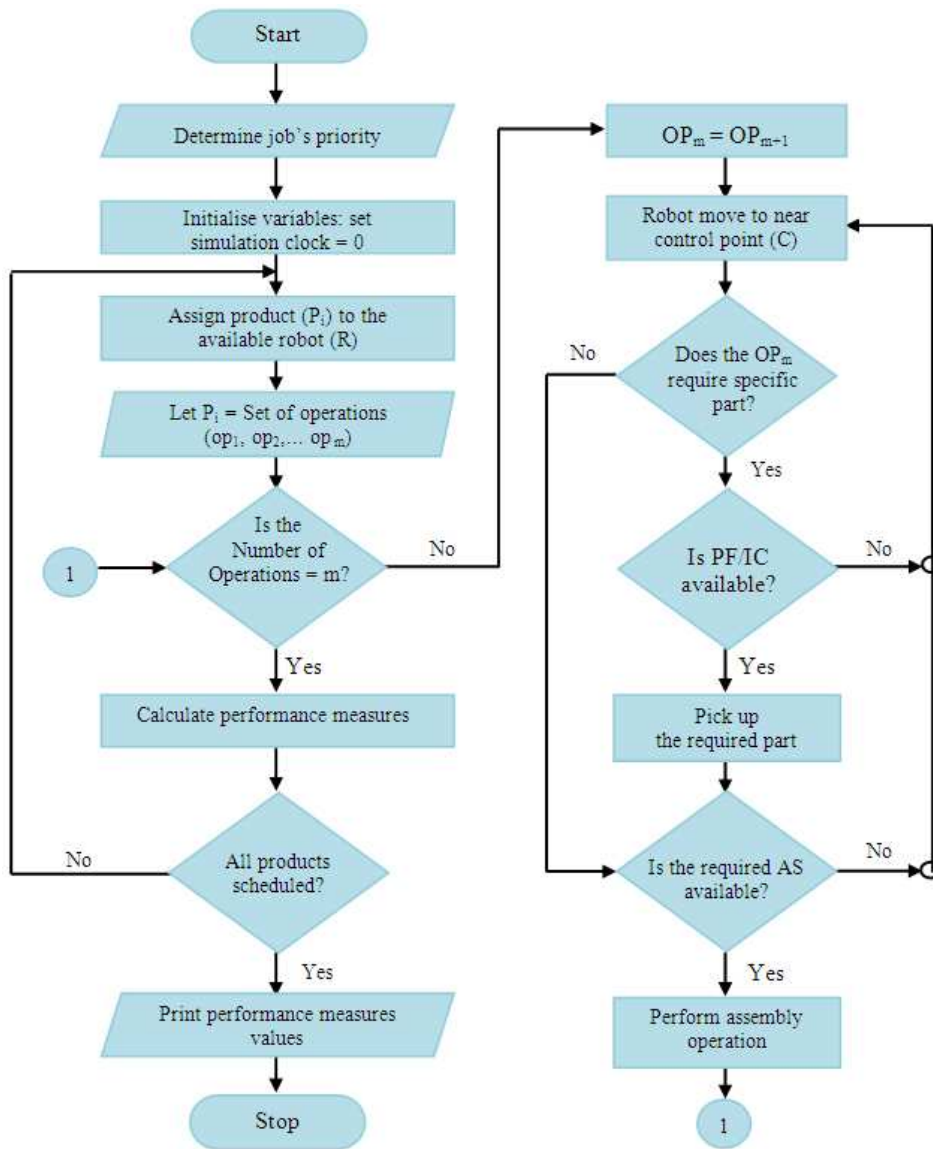 Start
Determine job`s priority
Initialise variables: set
simulation clock = 0
Assign product (Pᵢ) to the
available robot (R)
Let Pᵢ = Set of operations
(op₁, op₂,... opₘ)
Is the
Number of
Operations = m?
1
No
Yes
Calculate performance measures
All products
scheduled?
No
Yes
Print performance measures
values
Stop
OPₘ = OPₘ₊₁
Robot move to near
control point (C)
Does the OPₘ
require specific
part?
No
Yes
Is PF/IC
available?
No
Yes
Pick up
the required part
Is the required AS
available?
No
Yes
Perform assembly
operation
1